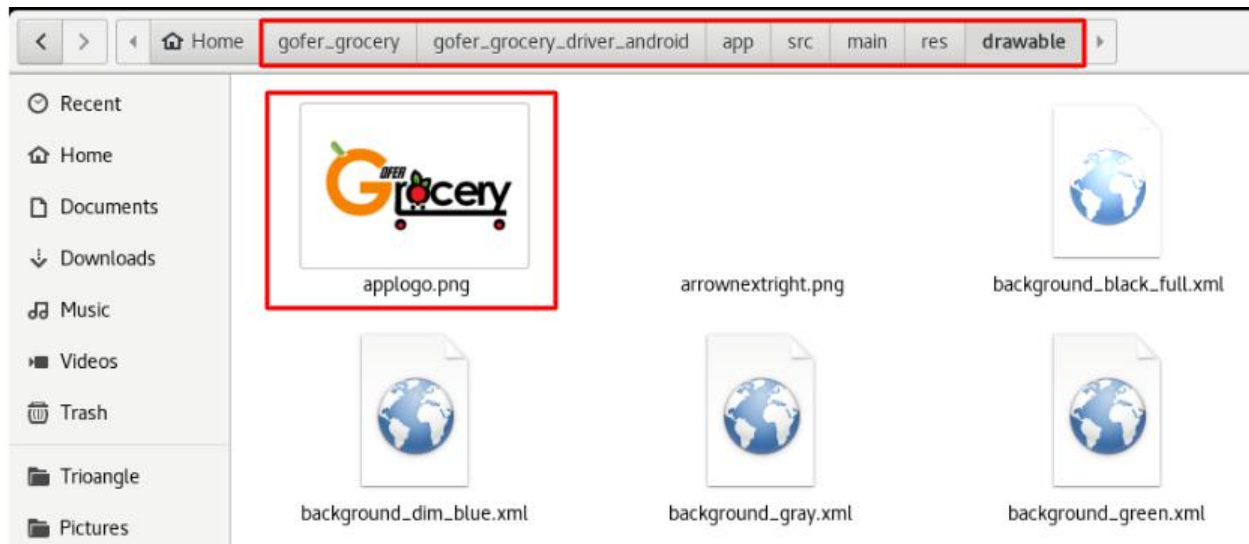 Home gofer_grocery gofer_grocery_driver_android app src main res drawable
Recent
Home
Documents
Downloads
Music
Videos
Trash
Trioangle
Pictures
GOFER
Grocery
applogo.png arrownextright.png background_black_full.xml
background_dim_blue.xml background_gray.xml background_green.xml